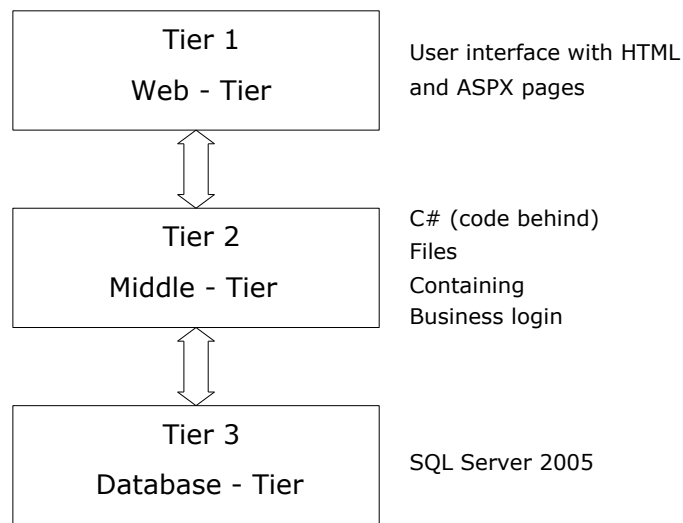 Tier 1
Web - Tier
User interface with HTML
and ASPX pages
Tier 2
Middle - Tier
C# (code behind)
Files
Containing
Business login
Tier 3
Database - Tier
SQL Server 2005